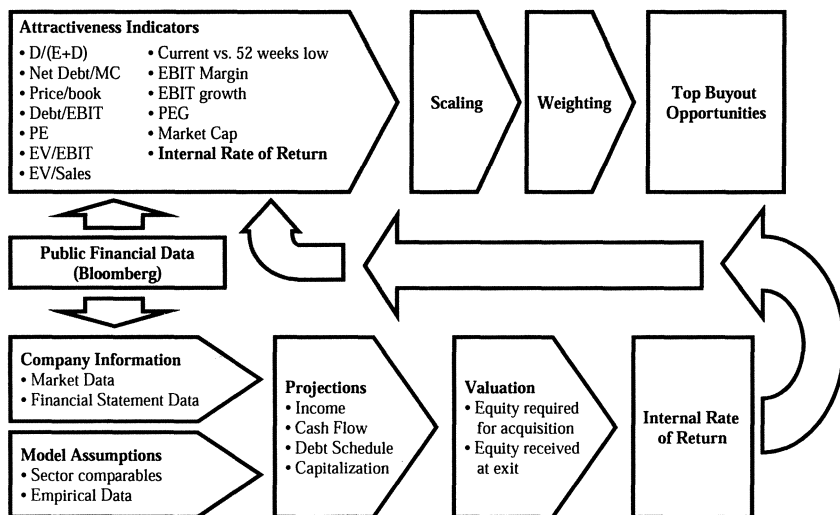 Attractiveness Indicators
• D/(E+D)
• Net Debt/MC
• Price/book
• Debt/EBIT
• PE
• EV/EBIT
• EV/Sales
• Current vs. 52 weeks low
• EBIT Margin
• EBIT growth
• PEG
• Market Cap
• Internal Rate of Return
Scaling
Weighting
Top Buyout
Opportunities
Public Financial Data
(Bloomberg)
Company Information
• Market Data
• Financial Statement Data
Model Assumptions
• Sector comparables
• Empirical Data
Projections
• Income
• Cash Flow
• Debt Schedule
• Capitalization
Valuation
• Equity required
for acquisition
• Equity received
at exit
Internal Rate
of Return